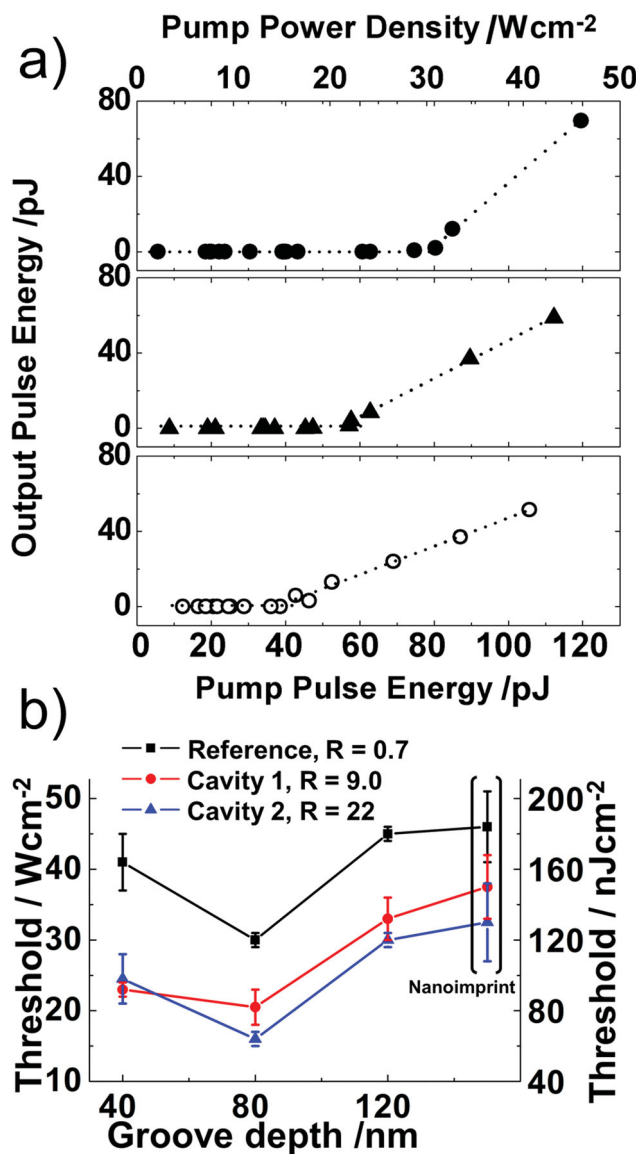 Pump Power Density /Wcm-2
a)
0 10 20 30 40 50
80
40
0
80
40
0
80
40
0
Output Pulse Energy /pJ
0 20 40 60 80 100 120
Pump Pulse Energy /pJ
b)
Reference, R = 0.7
Cavity 1, R = 9.0
Cavity 2, R = 22
50
40
30
20
10
Threshold / Wcm-2
200
160
120
80
40
Threshold / nJcm-2
Nanoimprint
40 80 120
Groove depth /nm